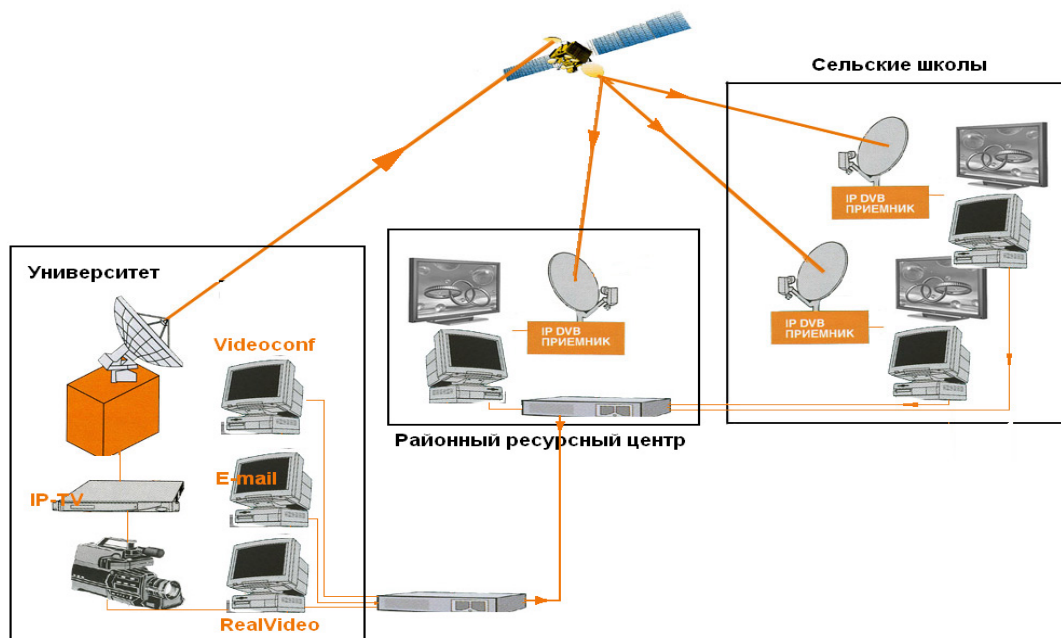 Сельские школы
IP DVB
ПРИЕМНИК
Университет
Videoconf
IP DVB
ПРИЕМНИК
IP DVB
ПРИЕМНИК
Районный ресурсный центр
E-mail
IP-TV
RealVideo